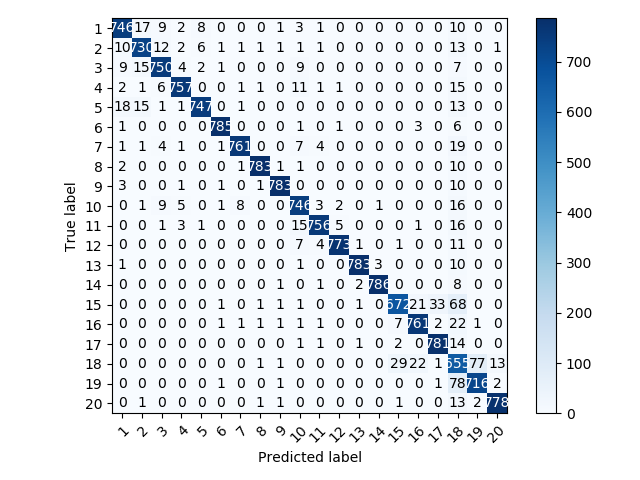 1 746 17 9 2 8 0 0 0 1 3 1 0 0 0 0 0 0 10 0 0
2 10 730 12 2 6 1 1 1 1 1 1 0 0 0 0 0 0 13 0 1
3 9 15 750 4 2 1 0 0 0 9 0 0 0 0 0 0 0 7 0 0
4 2 1 6 757 0 0 1 1 0 11 1 1 0 0 0 0 0 15 0 0
5 18 15 1 1 747 0 1 0 0 0 0 0 0 0 0 0 0 13 0 0
6 1 0 0 0 0 785 0 0 0 1 0 1 0 0 0 3 0 6 0 0
7 1 1 4 1 0 1 761 0 0 7 4 0 0 0 0 0 0 19 0 0
8 2 0 0 0 0 0 1 783 1 1 0 0 0 0 0 0 0 10 0 0
9 3 0 0 1 0 1 0 1 783 0 0 0 0 0 0 0 0 10 0 0
10 0 1 9 5 0 1 8 0 0 746 3 2 0 1 0 0 0 16 0 0
11 0 0 1 3 1 0 0 0 0 15 756 5 0 0 0 1 0 16 0 0
12 0 0 0 0 0 0 0 0 0 7 4 773 1 0 1 0 0 11 0 0
13 1 0 0 0 0 0 0 0 0 1 0 0 783 3 0 0 0 10 0 0
14 0 0 0 0 0 0 0 0 1 0 1 0 2 786 0 0 0 8 0 0
15 0 0 0 0 0 1 0 1 1 1 0 0 1 0 672 21 33 68 0 0
16 0 0 0 0 0 1 1 1 1 1 1 0 0 0 7 761 2 22 1 0
17 0 0 0 0 0 0 0 0 0 1 1 0 1 0 2 0 781 14 0 0
18 0 0 0 0 0 0 0 1 1 0 0 0 0 0 29 22 1 655 77 13
19 0 0 0 0 0 1 0 0 1 0 0 0 0 0 0 0 1 78 716 2
20 0 1 0 0 0 0 0 1 1 0 0 0 0 0 1 0 0 13 2 778
1 2 3 4 5 6 7 8 9 10 11 12 13 14 15 16 17 18 19 20
Predicted label
True label
700
600
500
400
300
200
100
0